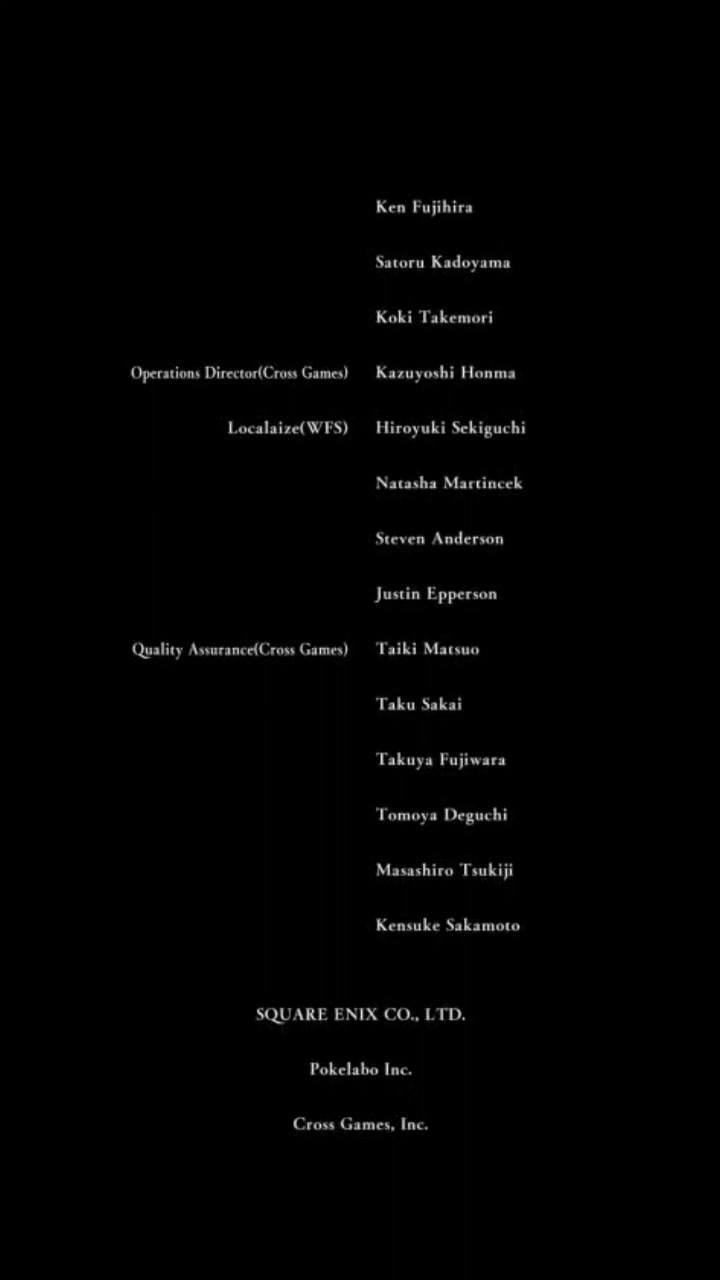 Ken Fujihira
Satoru Kadoyama
Koki Takemori
Operations Director(Cross Games) Kazuyoshi Honma
Localaize(WFS) Hiroyuki Sekiguchi
Natasha Martincek
Steven Anderson
Justin Epperson
Quality Assurance(Cross Games) Taiki Matsuo
Taku Sakai
Takuya Fujiwara
Tomoya Deguchi
Masashiro Tsukiji
Kensuke Sakamoto
SQUARE ENIX CO., LTD.
Pokelabo Inc.
Cross Games, Inc.